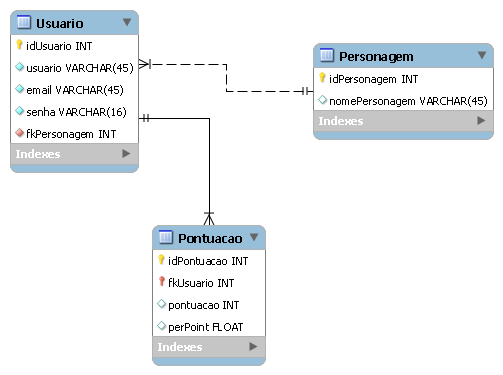 Usuario
idUsuario INT
usuario VARCHAR(45)
email VARCHAR(45)
senha VARCHAR(16)
fkPersonagem INT
Indexes
Personagem
idPersonagem INT
nomePersonagem VARCHAR(45)
Indexes
Pontuacao
idPontuacao INT
fkUsuario INT
pontuacao INT
perPoint FLOAT
Indexes